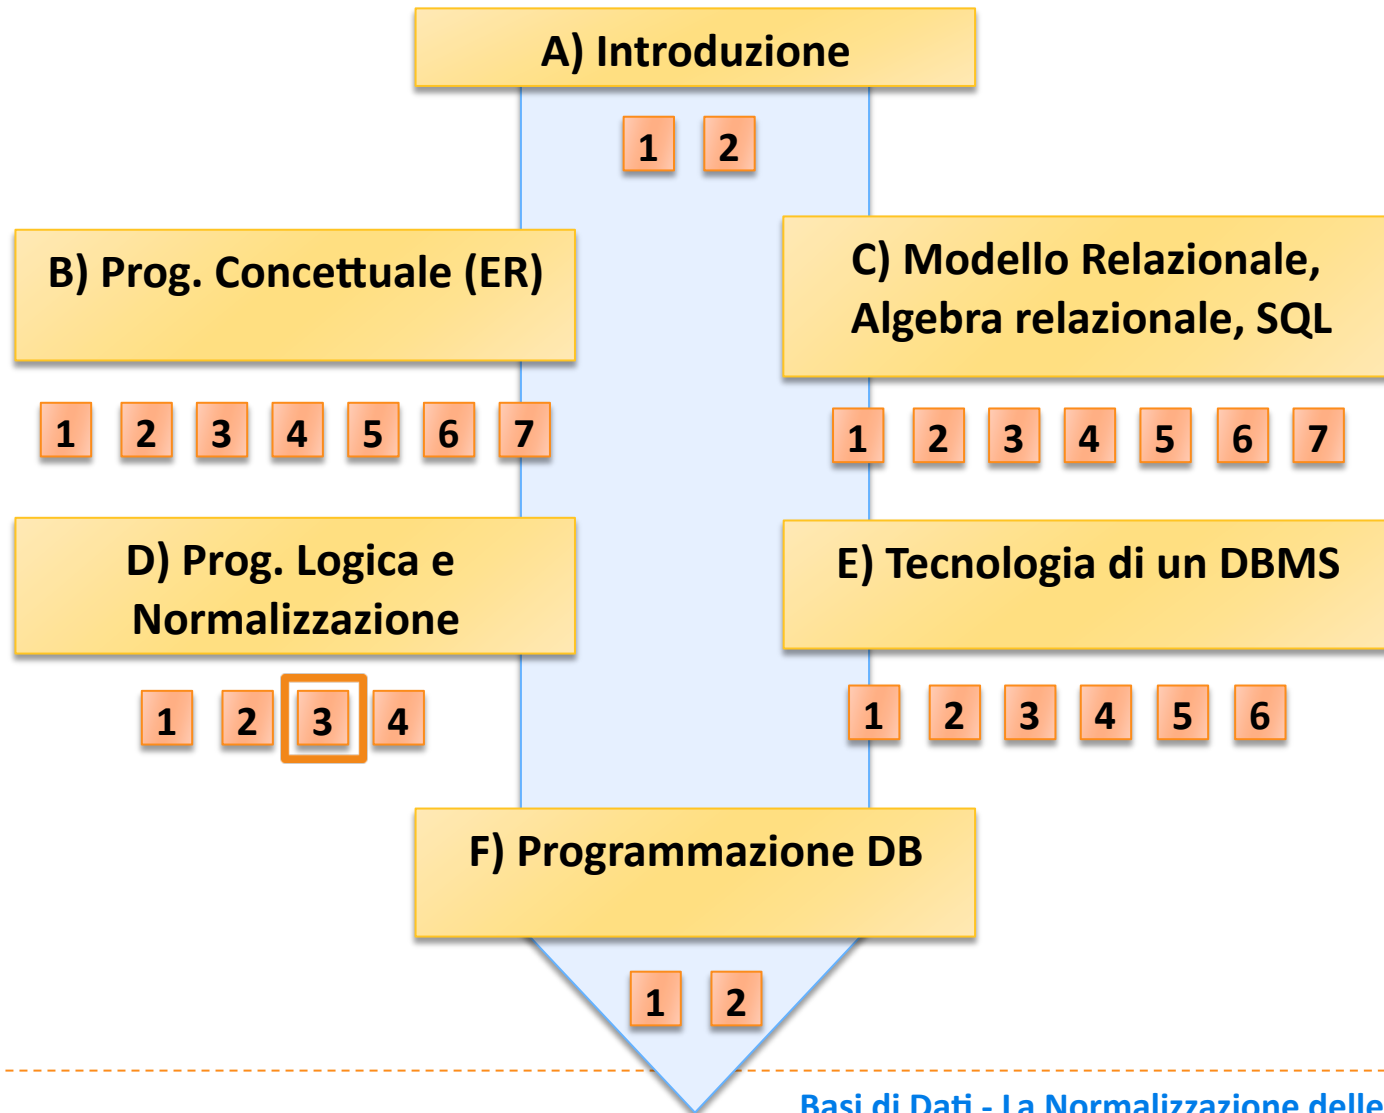 A) Introduzione
1 2
B) Prog. Concettuale (ER)
C) Modello Relazionale,
Algebra relazionale, SQL
1 2 3 4 5 6 7
1 2 3 4 5 6 7
D) Prog. Logica e
Normalizzazione
E) Tecnologia di un DBMS
1 2 3 4
1 2 3 4 5 6
F) Programmazione DB
1 2
Basi di Dati - La Normalizzazione delle